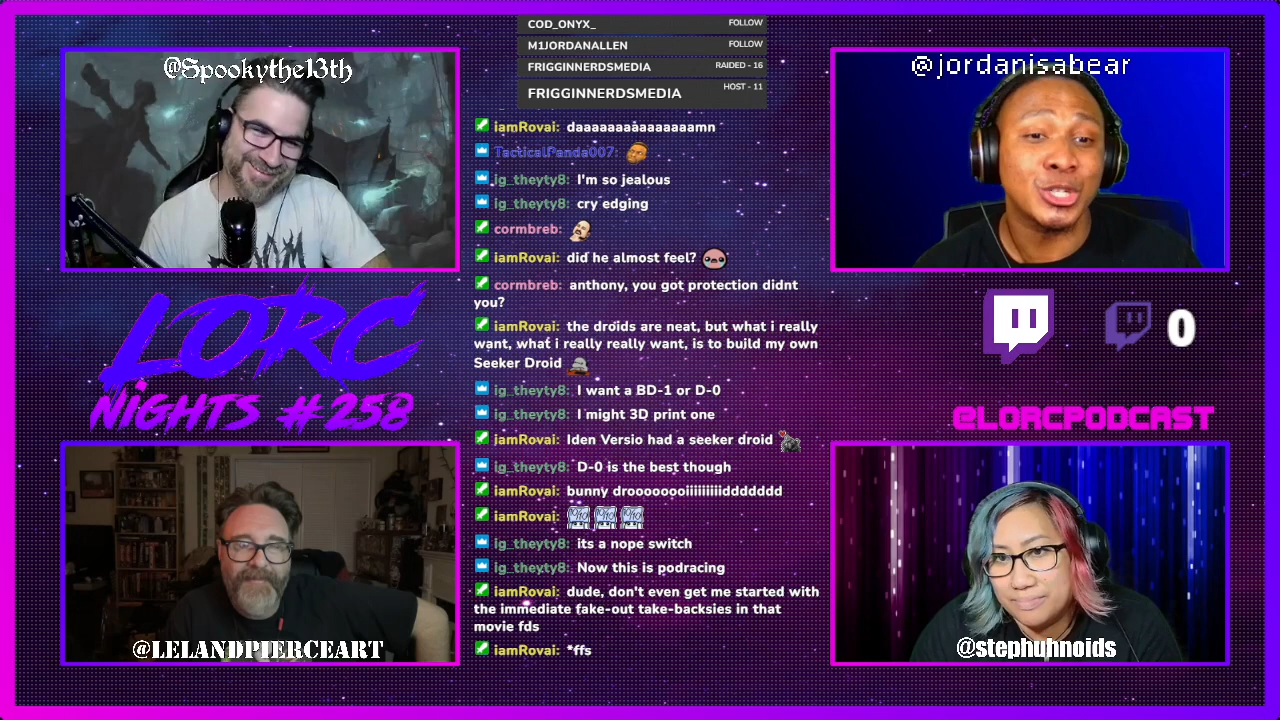 COD_ONYX_ FOLLOW
M1JORDANALLEN FOLLOW
FRIGGINNERDSMEDIA RAIDED - 16
FRIGGINNERDSMEDIA HOST - 11
@Spookythe13th
@jordanisabear
iamRovai: daaaaaaaaaaaaaaamn
TacticalPanda007:
ig_theyty8: I'm so jealous
ig_theyty8: cry edging
cormbreb:
iamRovai: did he almost feel?
cormbreb: anthony, you got protection didnt
you?
iamRovai: the droids are neat, but what i really
want, what i really really want, is to build my own
Seeker Droid
ig_theyty8: I want a BD-1 or D-0
ig_theyty8: I might 3D print one
iamRovai: Iden Versio had a seeker droid
ig_theyty8: D-0 is the best though
iamRovai: bunny droooooooiiiiiiiiidddddddd
iamRovai:
ig_theyty8: its a nope switch
ig_theyty8: Now this is podracing
iamRovai: dude, don't even get me started with
the immediate fake-out take-backsies in that
movie fds
iamRovai: *ffs
LORC
NIGHTS #258
0
@LORCPODCAST
@LELANDPIERCEART
@stephuhnoids